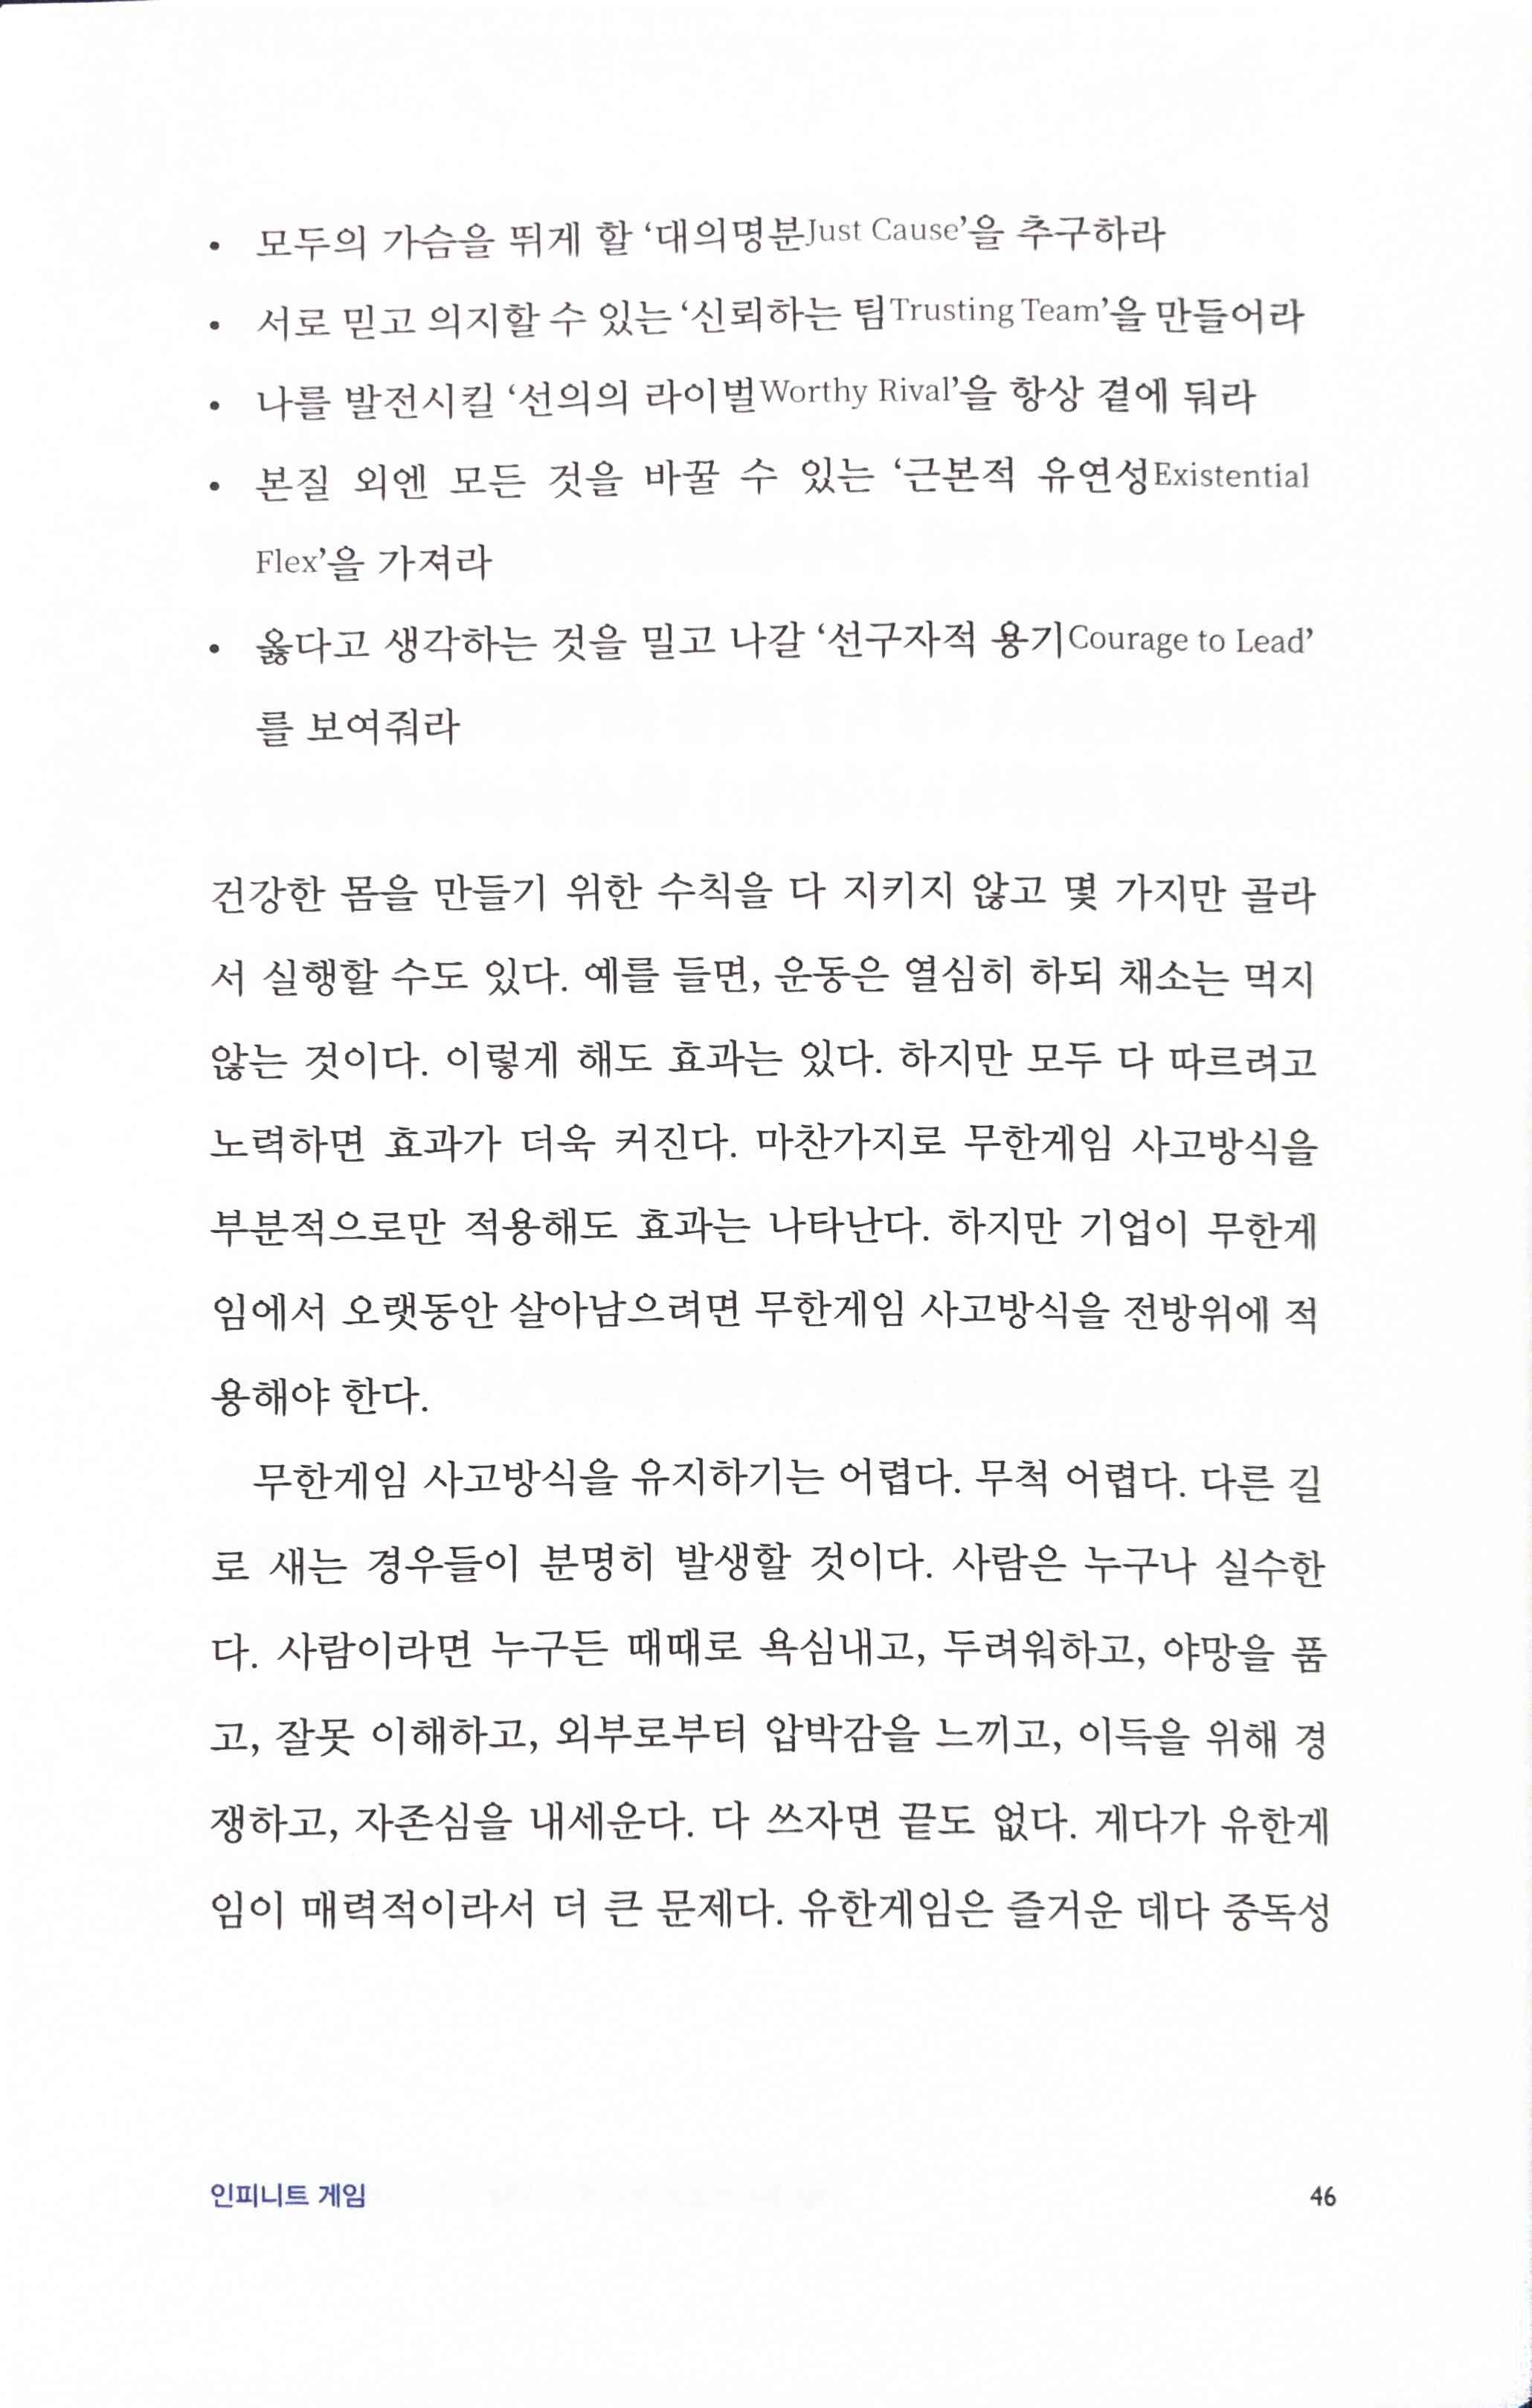 • 모두의 가슴을 뛰게 할 ‘대의명분Just Cause’을 추구하라
• 서로 믿고 의지할 수 있는 ‘신뢰하는 팀Trusting Team’을 만들어라
• 나를 발전시킬 ‘선의의 라이벌Worthy Rival’을 항상 곁에 둬라
• 본질 외엔 모든 것을 바꿀 수 있는 ‘근본적 유연성Existential
Flex’을 가져라
• 옳다고 생각하는 것을 밀고 나갈 ‘선구자적 용기Courage to Lead’
를 보여줘라
건강한 몸을 만들기 위한 수칙을 다 지키지 않고 몇 가지만 골라
서 실행할 수도 있다. 예를 들면, 운동은 열심히 하되 채소는 먹지
않는 것이다. 이렇게 해도 효과는 있다. 하지만 모두 다 따르려고
노력하면 효과가 더욱 커진다. 마찬가지로 무한게임 사고방식을
부분적으로만 적용해도 효과는 나타난다. 하지만 기업이 무한게
임에서 오랫동안 살아남으려면 무한게임 사고방식을 전방위에 적
용해야 한다.
무한게임 사고방식을 유지하기는 어렵다. 무척 어렵다. 다른 길
로 새는 경우들이 분명히 발생할 것이다. 사람은 누구나 실수한
다. 사람이라면 누구든 때때로 욕심내고, 두려워하고, 야망을 품
고, 잘못 이해하고, 외부로부터 압박감을 느끼고, 이득을 위해 경
쟁하고, 자존심을 내세운다. 다 쓰자면 끝도 없다. 게다가 유한게
임이 매력적이라서 더 큰 문제다. 유한게임은 즐거운 데다 중독성
인피니트 게임
46